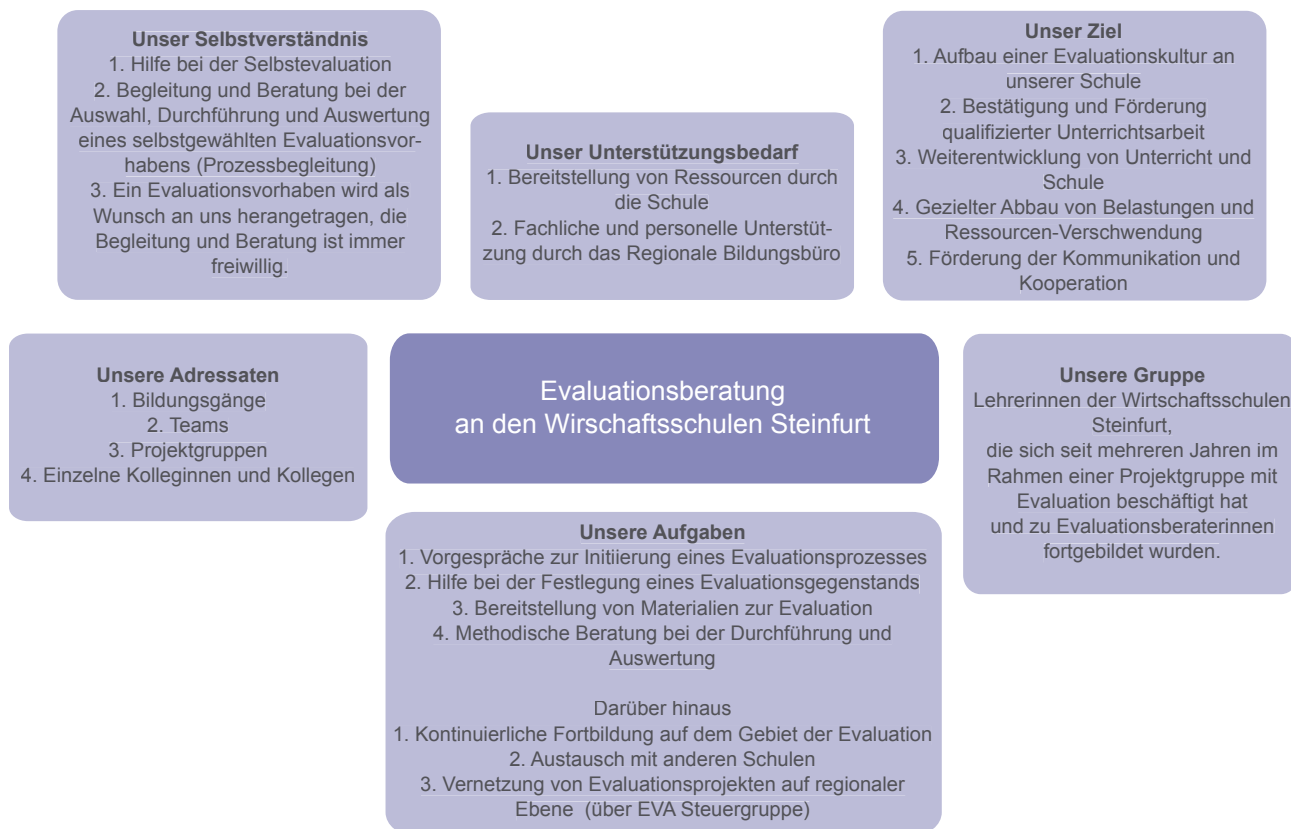 Unser Selbstverständnis
1. Hilfe bei der Selbstevaluation
2. Begleitung und Beratung bei der
Auswahl, Durchführung und Auswertung
eines selbstgewählten Evaluationsvor-
habens (Prozessbegleitung)
3. Ein Evaluationsvorhaben wird als
Wunsch an uns herangetragen, die
Begleitung und Beratung ist immer
freiwillig.
Unser Unterstützungsbedarf
1. Bereitstellung von Ressourcen durch
die Schule
2. Fachliche und personelle Unterstüt-
zung durch das Regionale Bildungsbüro
Unser Ziel
1. Aufbau einer Evaluationskultur an
unserer Schule
2. Bestätigung und Förderung
qualifizierter Unterrichtsarbeit
3. Weiterentwicklung von Unterricht und
Schule
4. Gezielter Abbau von Belastungen und
Ressourcen-Verschwendung
5. Förderung der Kommunikation und
Kooperation
Unsere Adressaten
1. Bildungsgänge
2. Teams
3. Projektgruppen
4. Einzelne Kolleginnen und Kollegen
Evaluationsberatung
an den Wirschaftsschulen Steinfurt
Unsere Gruppe
Lehrerinnen der Wirtschaftsschulen
Steinfurt,
die sich seit mehreren Jahren im
Rahmen einer Projektgruppe mit
Evaluation beschäftigt hat
und zu Evaluationsberaterinnen
fortgebildet wurden.
Unsere Aufgaben
1. Vorgespräche zur Initiierung eines Evaluationsprozesses
2. Hilfe bei der Festlegung eines Evaluationsgegenstands
3. Bereitstellung von Materialien zur Evaluation
4. Methodische Beratung bei der Durchführung und
Auswertung
Darüber hinaus
1. Kontinuierliche Fortbildung auf dem Gebiet der Evaluation
2. Austausch mit anderen Schulen
3. Vernetzung von Evaluationsprojekten auf regionaler
Ebene (über EVA Steuergruppe)